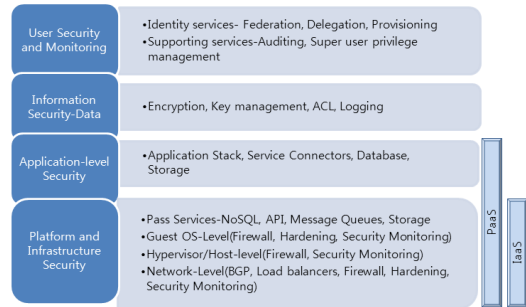 User Security
and Monitoring
•Identity services- Federation, Delegation, Provisioning
•Supporting services-Auditing, Super user privilege
management
Information
Security-Data
•Encryption, Key management, ACL, Logging
Application-level
Security
•Application Stack, Service Connectors, Database,
Storage
Platform and
Infrastructure
Security
•Pass Services-NoSQL, API, Message Queues, Storage
•Guest OS-Level(Firewall, Hardening, Security Monitoring)
•Hypervisor/Host-level(Firewall, Security Monitoring)
•Network-Level(BGP, Load balancers, Firewall, Hardening,
Security Monitoring)
PaaS
IaaS